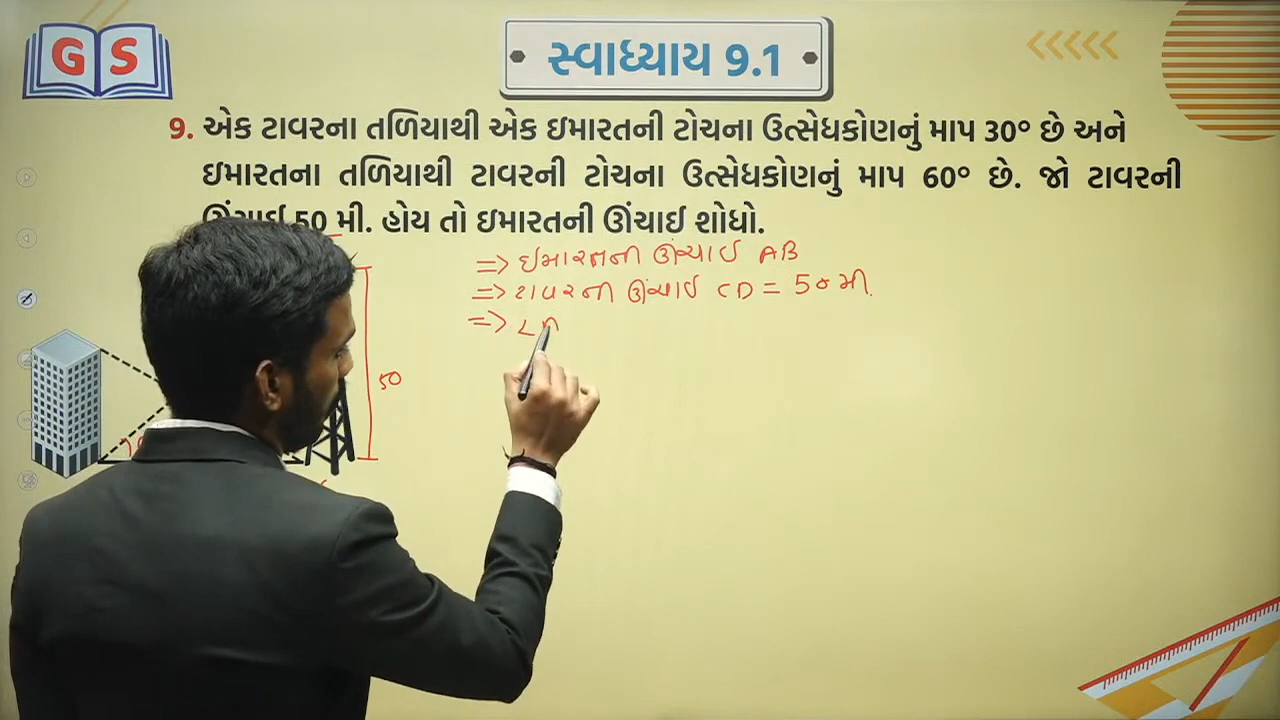 GS
સ્વાધ્યાય 9.1
9. એક ટાવરના તળિયાથી એક ઇમારતની ટોચના ઉત્સેધકોણનું માપ 30° છે અને
ઇમારતના તળિયાથી ટાવરની ટોચના ઉત્સેધકોણનું માપ 60° છે. જો ટાવરની
ઊંચાઈ 50 મી. હોય તો ઇમારતની ઊંચાઈ શોધો.
=> ઇમારતની ઊંચાઈ AB
=> ટાવરની ઊંચાઈ CD = 50 મી.
=> ∠
50